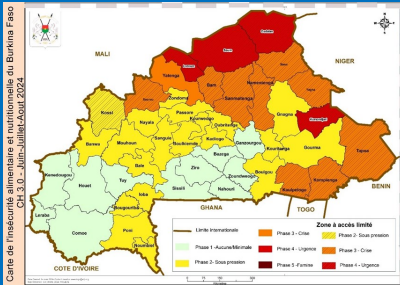 Carte de l'insécurité alimentaire et nutritionnelle du Burkina Faso
CH 3.0 - Juin-Juillet-Aout 2024
MALI
NIGER
BENIN
TOGO
GHANA
COTE D'IVOIRE
Oudalan
Soum
Loroum
Yatenga
Bam
Namentenga
Sanmatenga
Zondoma
Kossi
Nayala
Passore
Kourweogo
Oubritenga
Gnagna
Komondjari
Sanguie
Boulkiemde
Kadiogo
Ganzourgou
Kouritenga
Gourma
Tapoa
Banwa
Mouhoun
Bale
Ziro
Bazega
Zoundweogo
Boulgou
Koulpelogo
Kompienga
Kenedougou
Houet
Tuy
Ioba
Sissili
Nahouri
Bougouriba
Leraba
Comoe
Poni
Noumbiel
Limite Internationale
Phase 1 -Aucune/Minimale
Phase 2- Sous pression
Phase 3 - Crise
Phase 4 - Urgence
Phase 5 -Famine
Zone à accès limité
Phase 2- Sous pression
Phase 3 - Crise
Phase 4 - Urgence